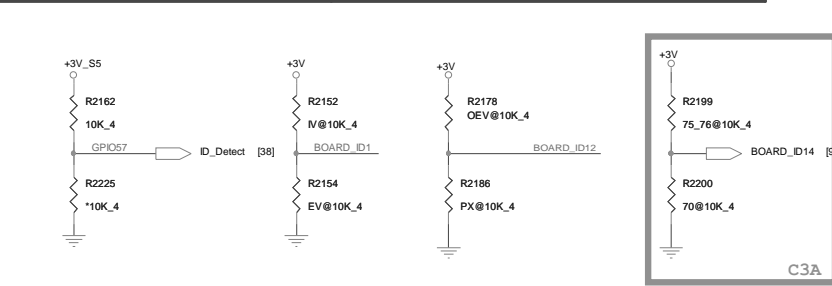 +3V_S5
R2162
10K_4
GPIO57
ID_Detect [38]
R2225
*10K_4
+3V
R2152
IV@10K_4
BOARD_ID1
R2154
EV@10K_4
+3V
R2178
OEV@10K_4
BOARD_ID12
R2186
PX@10K_4
+3V
R2199
75_76@10K_4
BOARD_ID14 [9
R2200
70@10K_4
C3A